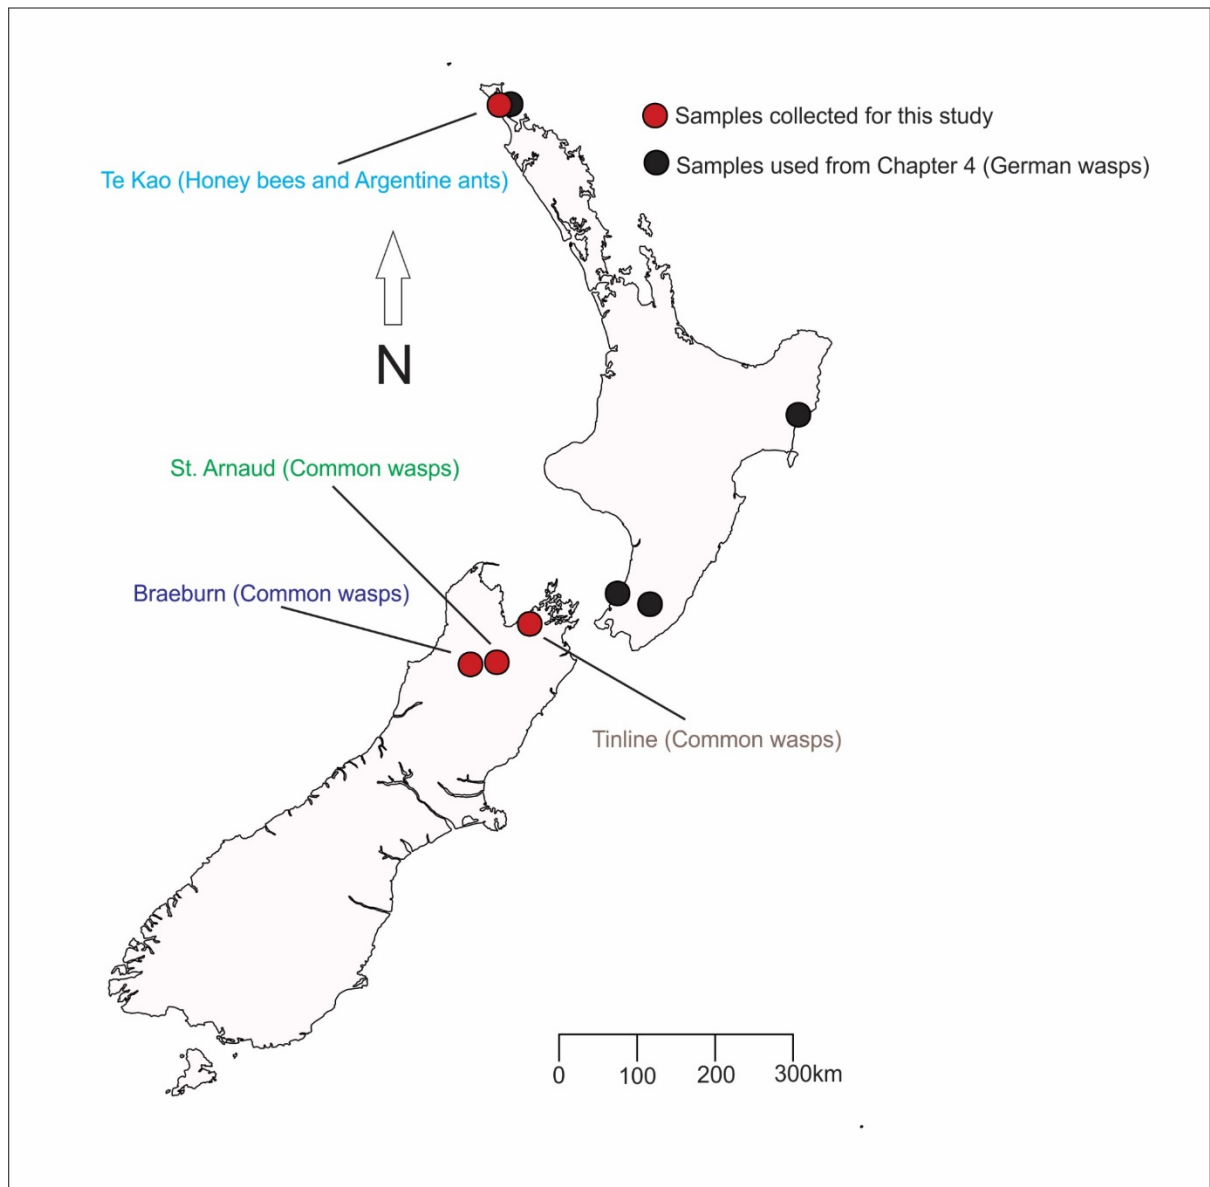 Samples collected for this study
Samples used from Chapter 4 (German wasps)
Te Kao (Honey bees and Argentine ants)
N
St. Arnaud (Common wasps)
Braeburn (Common wasps)
Tinline (Common wasps)
0 100 200 300km